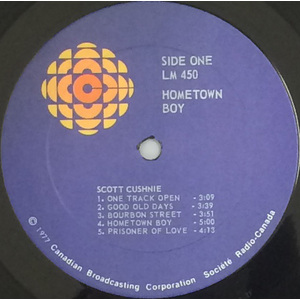 SIDE ONE
LM 450
HOMETOWN
BOY
SCOTT CUSHNIE
1. ONE TRACK OPEN - 3:09
2. GOOD OLD DAYS - 3:39
3. BOURBON STREET - 3:51
4. HOMETOWN BOY - 5:00
5. PRISONER OF LOVE - 4:13
© 1977 Canadian Broadcasting Corporation Société Radio-Canada